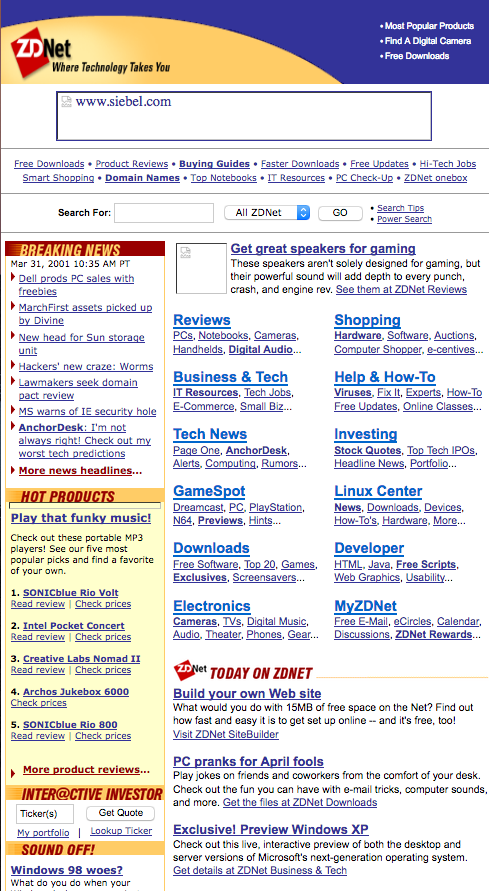 ZDNet
Where Technology Takes You
• Most Popular Products
• Find A Digital Camera
• Free Downloads
www.siebel.com
Free Downloads • Product Reviews • Buying Guides • Faster Downloads • Free Updates • Hi-Tech Jobs
Smart Shopping • Domain Names • Top Notebooks • IT Resources • PC Check-Up • ZDNet onebox
Search For: All ZDNet GO
• Search Tips
• Power Search
BREAKING NEWS
Mar 31, 2001 10:35 AM PT
Dell prods PC sales with
freebies
MarchFirst assets picked up
by Divine
New head for Sun storage
unit
Hackers' new craze: Worms
Lawmakers seek domain
pact review
MS warns of IE security hole
AnchorDesk: I'm not
always right! Check out my
worst tech predictions
More news headlines...
HOT PRODUCTS
Play that funky music!
Check out these portable MP3
players! See our five most
popular picks and find a favorite
of your own.
1. SONICblue Rio Volt
Read review | Check prices
2. Intel Pocket Concert
Read review | Check prices
3. Creative Labs Nomad II
Read review | Check prices
4. Archos Jukebox 6000
Check prices
5. SONICblue Rio 800
Read review | Check prices
More product reviews...
INTER@CTIVE INVESTOR
Ticker(s) Get Quote
My portfolio | Lookup Ticker
SOUND OFF!
Windows 98 woes?
What do you do when your
Get great speakers for gaming
These speakers aren't solely designed for gaming, but
their powerful sound will add depth to every punch,
crash, and engine rev. See them at ZDNet Reviews
Reviews
PCs, Notebooks, Cameras,
Handhelds, Digital Audio...
Shopping
Hardware, Software, Auctions,
Computer Shopper, e-centives...
Business & Tech
IT Resources, Tech Jobs,
E-Commerce, Small Biz...
Help & How-To
Viruses, Fix It, Experts, How-To
Free Updates, Online Classes...
Tech News
Page One, AnchorDesk,
Alerts, Computing, Rumors...
Investing
Stock Quotes, Top Tech IPOs,
Headline News, Portfolio...
GameSpot
Dreamcast, PC, PlayStation,
N64, Previews, Hints...
Linux Center
News, Downloads, Devices,
How-To's, Hardware, More...
Downloads
Free Software, Top 20, Games,
Exclusives, Screensavers...
Developer
HTML, Java, Free Scripts,
Web Graphics, Usability...
Electronics
Cameras, TVs, Digital Music,
Audio, Theater, Phones, Gear...
MyZDNet
Free E-Mail, eCircles, Calendar,
Discussions, ZDNet Rewards...
ZDNet TODAY ON ZDNET
Build your own Web site
What would you do with 15MB of free space on the Net? Find out
how fast and easy it is to get set up online -- and it's free, too!
Visit ZDNet SiteBuilder
PC pranks for April fools
Play jokes on friends and coworkers from the comfort of your desk.
Check out the fun you can have with e-mail tricks, computer sounds,
and more. Get the files at ZDNet Downloads
Exclusive! Preview Windows XP
Check out this live, interactive preview of both the desktop and
server versions of Microsoft's next-generation operating system.
Get details at ZDNet Business & Tech